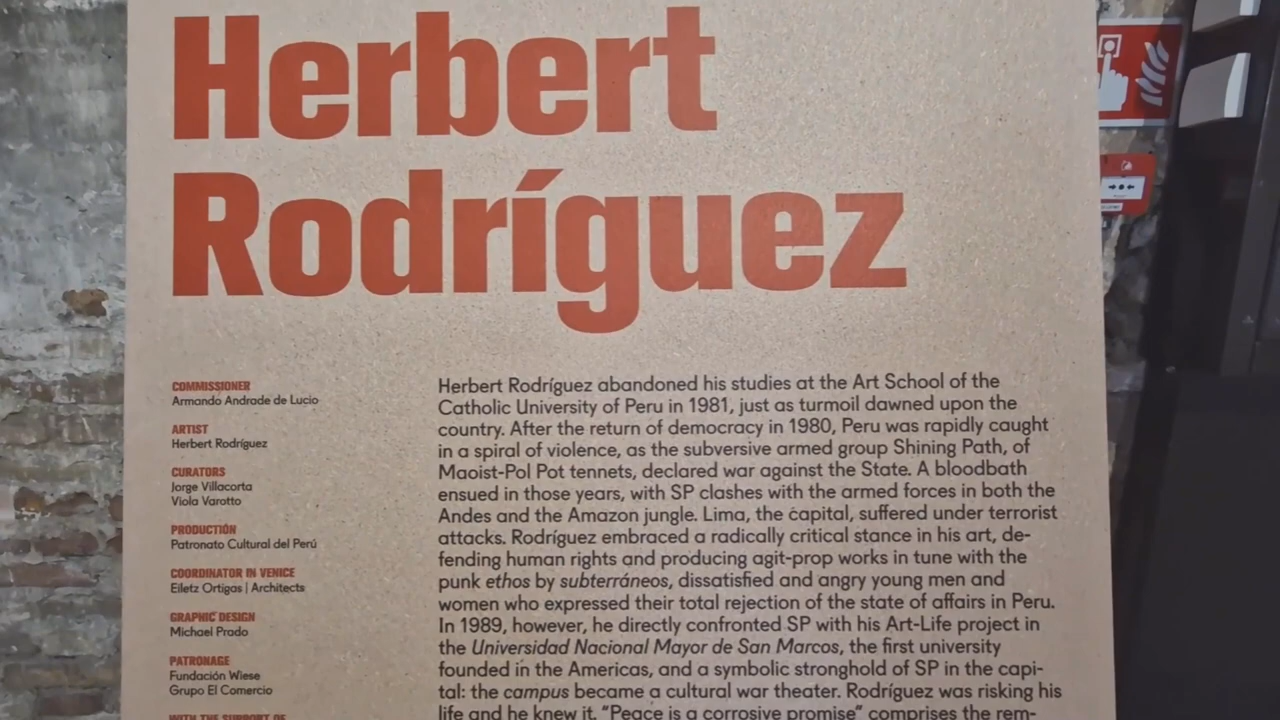 Herbert
Rodríguez
COMMISSIONER
Armando Andrade de Lucio
ARTIST
Herbert Rodríguez
CURATORS
Jorge Villacorta
Viola Varotto
PRODUCTIÓN
Patronato Cultural del Perú
COORDINATOR IN VENICE
Eiletz Ortigas | Architects
GRAPHIC DESIGN
Michael Prado
PATRONAGE
Fundación Wiese
Grupo El Comercio
WITH THE SUPPORT OF
Herbert Rodríguez abandoned his studies at the Art School of the
Catholic University of Peru in 1981, just as turmoil dawned upon the
country. After the return of democracy in 1980, Peru was rapidly caught
in a spiral of violence, as the subversive armed group Shining Path, of
Maoist-Pol Pot tennets, declared war against the State. A bloodbath
ensued in those years, with SP clashes with the armed forces in both the
Andes and the Amazon jungle. Lima, the capital, suffered under terrorist
attacks. Rodríguez embraced a radically critical stance in his art, de-
fending human rights and producing agit-prop works in tune with the
punk ethos by subterráneos, dissatisfied and angry young men and
women who expressed their total rejection of the state of affairs in Peru.
In 1989, however, he directly confronted SP with his Art-Life project in
the Universidad Nacional Mayor de San Marcos, the first university
founded in the Americas, and a symbolic stronghold of SP in the capi-
tal: the campus became a cultural war theater. Rodríguez was risking his
life and he knew it. “Peace is a corrosive promise” comprises the rem-